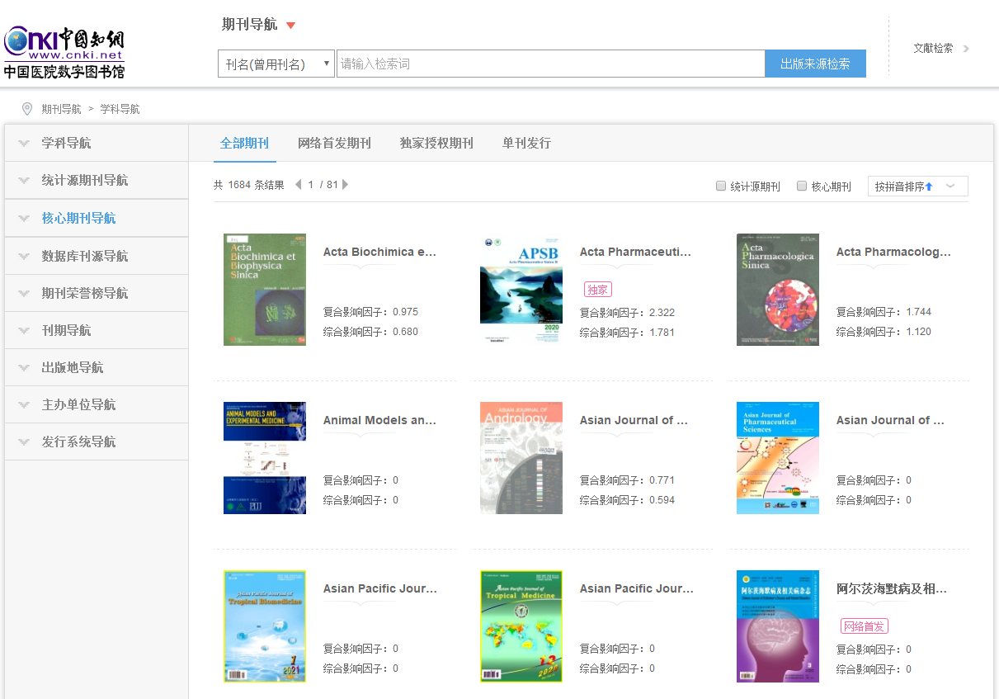 期刊导航
CNKI 中国知网
www.cnki.net
中国医院数字图书馆
刊名(曾用刊名)
请输入检索词
出版来源检索
文献检索
期刊导航 > 学科导航
学科导航
统计源期刊导航
核心期刊导航
数据库刊源导航
期刊荣誉榜导航
刊期导航
出版地导航
主办单位导航
发行系统导航
全部期刊 网络首发期刊 独家授权期刊 单刊发行
共 1684 条结果 1 / 81
统计源期刊 核心期刊 按拼音排序
Acta
Biochimica et
Biophysica
Sinica
Acta Biochimica e...
复合影响因子：0.975
综合影响因子：0.680
APSB
Acta Pharmaceutica Sinica B
2020
Acta Pharmaceuti...
独家
复合影响因子：2.322
综合影响因子：1.781
Acta
Pharmacologica
Sinica
Acta Pharmacolog...
复合影响因子：1.744
综合影响因子：1.120
ANIMAL MODELS AND
EXPERIMENTAL MEDICINE
Animal Models an...
复合影响因子：0
综合影响因子：0
ASIAN JOURNAL OF
Andrology
Asian Journal of ...
复合影响因子：0.771
综合影响因子：0.594
Asian Journal of
Pharmaceutical
Sciences
Asian Journal of ...
复合影响因子：0
综合影响因子：0
Asian Pacific Journal of
Tropical Biomedicine
1
2021
Asian Pacific Jour...
复合影响因子：0
综合影响因子：0
Asian Pacific Journal of
Tropical Medicine
Asian Pacific Jour...
复合影响因子：0
综合影响因子：0
阿尔茨海默病及相关病杂志
3
阿尔茨海默病及相...
网络首发
复合影响因子：0
综合影响因子：0